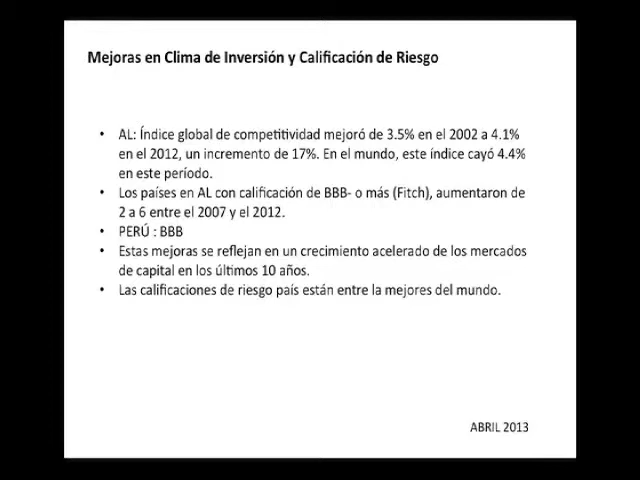 Mejoras en Clima de Inversión y Calificación de Riesgo
• AL: Índice global de competitividad mejoró de 3.5% en el 2002 a 4.1%
en el 2012, un incremento de 17%. En el mundo, este índice cayó 4.4%
en este período.
• Los países en AL con calificación de BBB- o más (Fitch), aumentaron de
2 a 6 entre el 2007 y el 2012.
• PERÚ : BBB
• Estas mejoras se reflejan en un crecimiento acelerado de los mercados
de capital en los últimos 10 años.
• Las calificaciones de riesgo país están entre la mejores del mundo.
ABRIL 2013